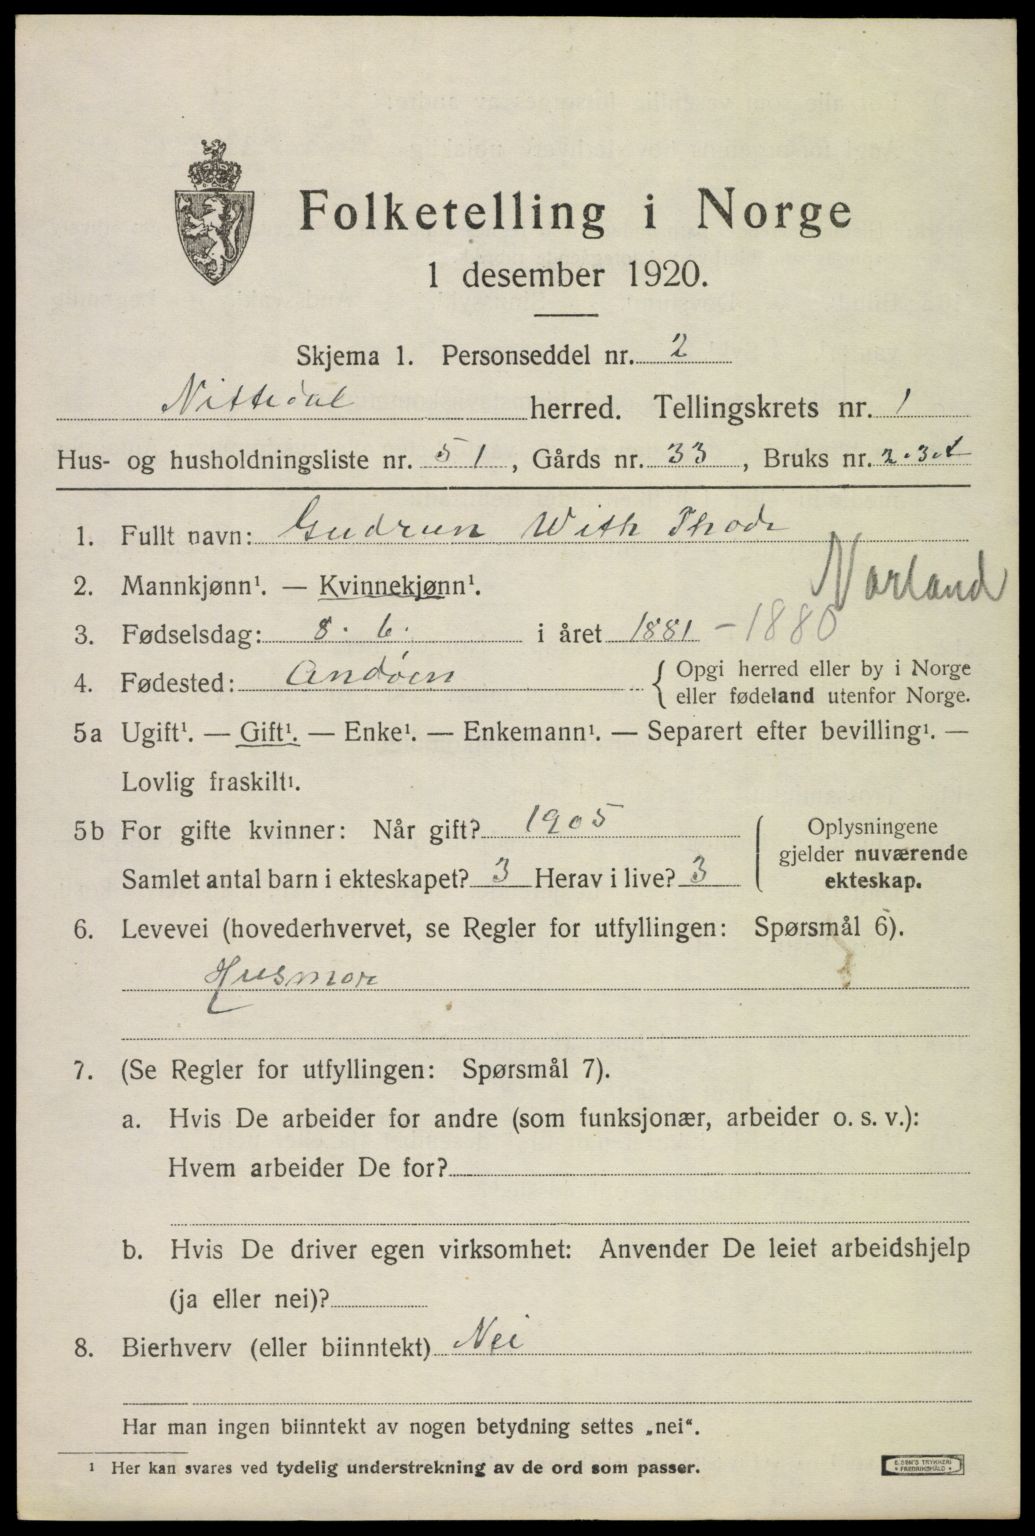 Folketelling i Norge
1 desember 1920.
Skjema 1. Personseddel nr. 2
Nittedal herred. Tellingskrets nr. 1
Hus- og husholdningsliste nr. 51, Gårds nr. 33, Bruks nr. 2.3.4
1. Fullt navn: Gudrun With Thode
Norland
2. Mannkjønn¹. — Kvinnekjønn¹.
3. Fødselsdag: 8. 6. i året 1881 - 1880
4. Fødested: Andøen { Opgi herred eller by i Norge
eller fødeland utenfor Norge.
5a Ugift¹. — Gift¹. — Enke¹. — Enkemann¹. — Separert efter bevilling¹. —
Lovlig fraskilt¹.
5b For gifte kvinner: Når gift? 1905
Samlet antal barn i ekteskapet? 3 Herav i live? 3
Oplysningene
gjelder nuværende
ekteskap.
6. Levevei (hovederhvervet, se Regler for utfyllingen: Spørsmål 6).
Husmor
7. (Se Regler for utfyllingen: Spørsmål 7).
a. Hvis De arbeider for andre (som funksjonær, arbeider o. s. v.):
Hvem arbeider De for?
b. Hvis De driver egen virksomhet: Anvender De leiet arbeidshjelp
(ja eller nei)?
8. Bierhverv (eller biinntekt) Nei
Har man ingen biinntekt av nogen betydning settes „nei“.
¹ Her kan svares ved tydelig understrekning av de ord som passer.
E. SEM'S TRYKKERI
FREDRIKSHALD